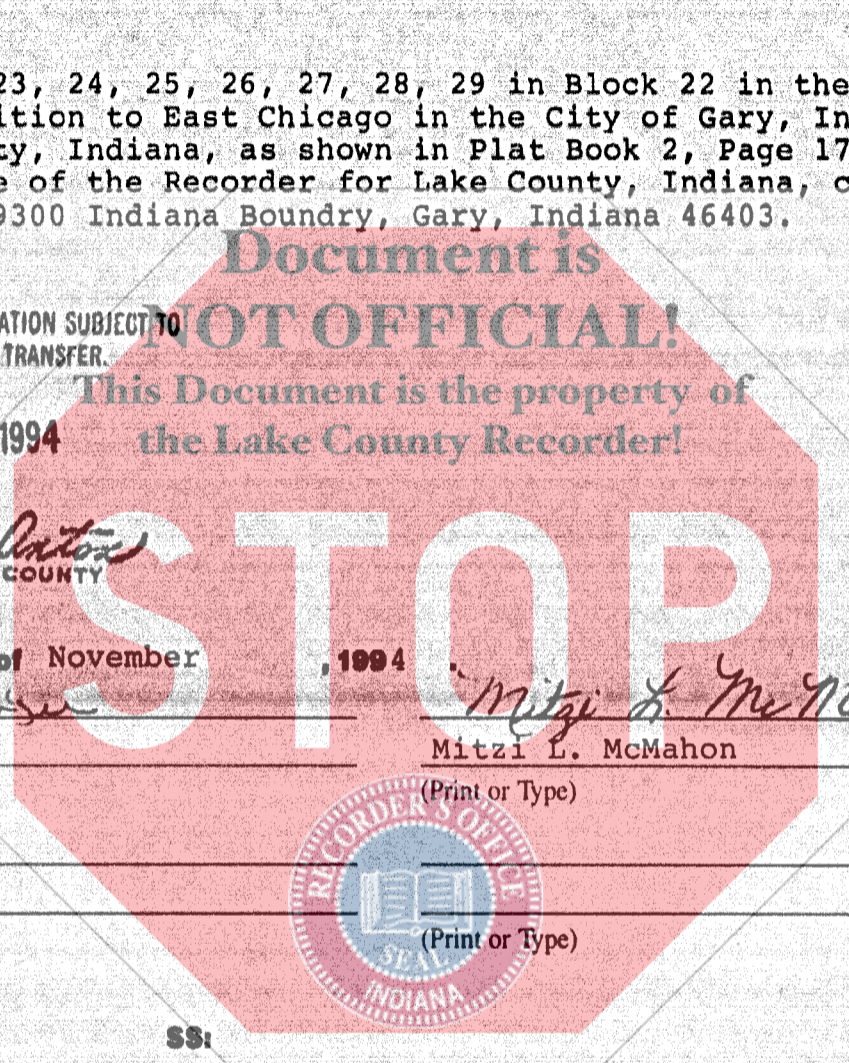 23, 24, 25, 26, 27, 28, 29 in Block 22 in the
ition to East Chicago in the City of Gary, In
ty, Indiana, as shown in Plat Book 2, Page 17
e of the Recorder for Lake County, Indiana, c
9300 Indiana Boundry, Gary, Indiana 46403.
Document is
NOT OFFICIAL!
ATION SUBJECT TO
TRANSFER.
This Document is the property of
the Lake County Recorder!
1994
STOP
COUNTY
of November , 1994 .
Mitzi L. McM
Mitzi L. McMahon
(Print or Type)
RECORDER'S OFFICE
SEAL
INDIANA
(Print or Type)
SS: